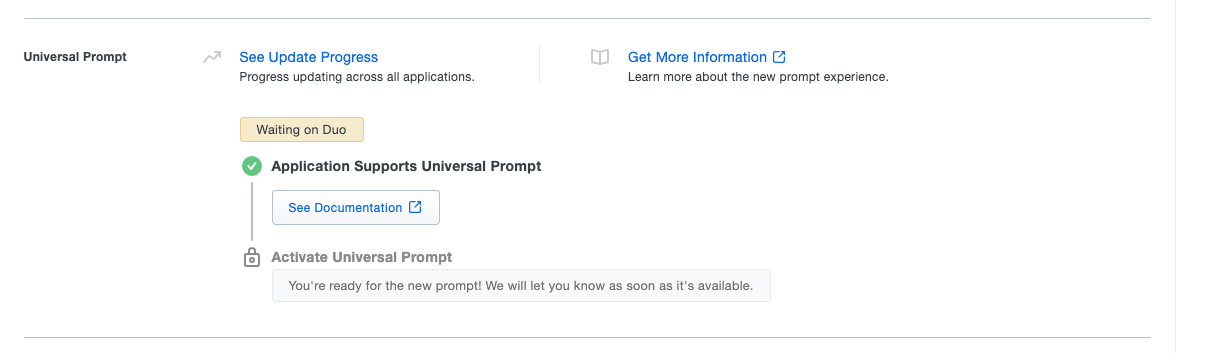 Universal Prompt
See Update Progress
Progress updating across all applications.
Get More Information
Learn more about the new prompt experience.
Waiting on Duo
Application Supports Universal Prompt
See Documentation
Activate Universal Prompt
You're ready for the new prompt! We will let you know as soon as it's available.